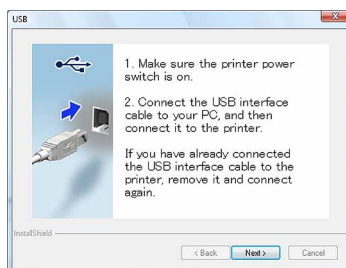 USB
1. Make sure the printer power
switch is on.
2. Connect the USB interface
cable to your PC, and then
connect it to the printer.
If you have already connected
the USB interface cable to the
printer, remove it and connect
again.
InstallShield
< Back Next > Cancel